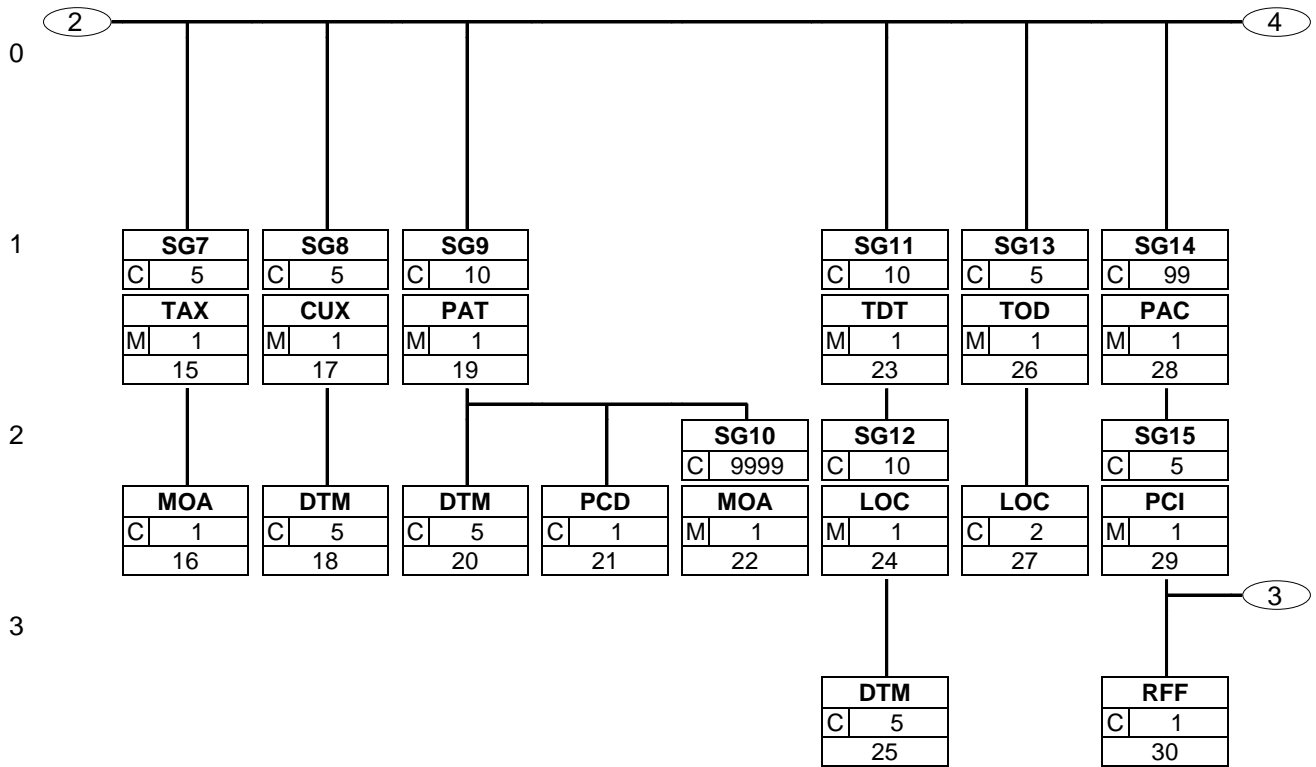 2 4
0
1 SG7 SG8 SG9 SG11 SG13 SG14
C 5 C 5 C 10 C 10 C 5 C 99
TAX CUX PAT TDT TOD PAC
M 1 M 1 M 1 M 1 M 1 M 1
15 17 19 23 26 28
2 SG10 SG12 SG15
C 9999 C 10 C 5
MOA DTM DTM PCD MOA LOC LOC PCI
C 1 C 5 C 5 C 1 M 1 M 1 C 2 M 1
16 18 20 21 22 24 27 29
3
3
DTM RFF
C 5 C 1
25 30